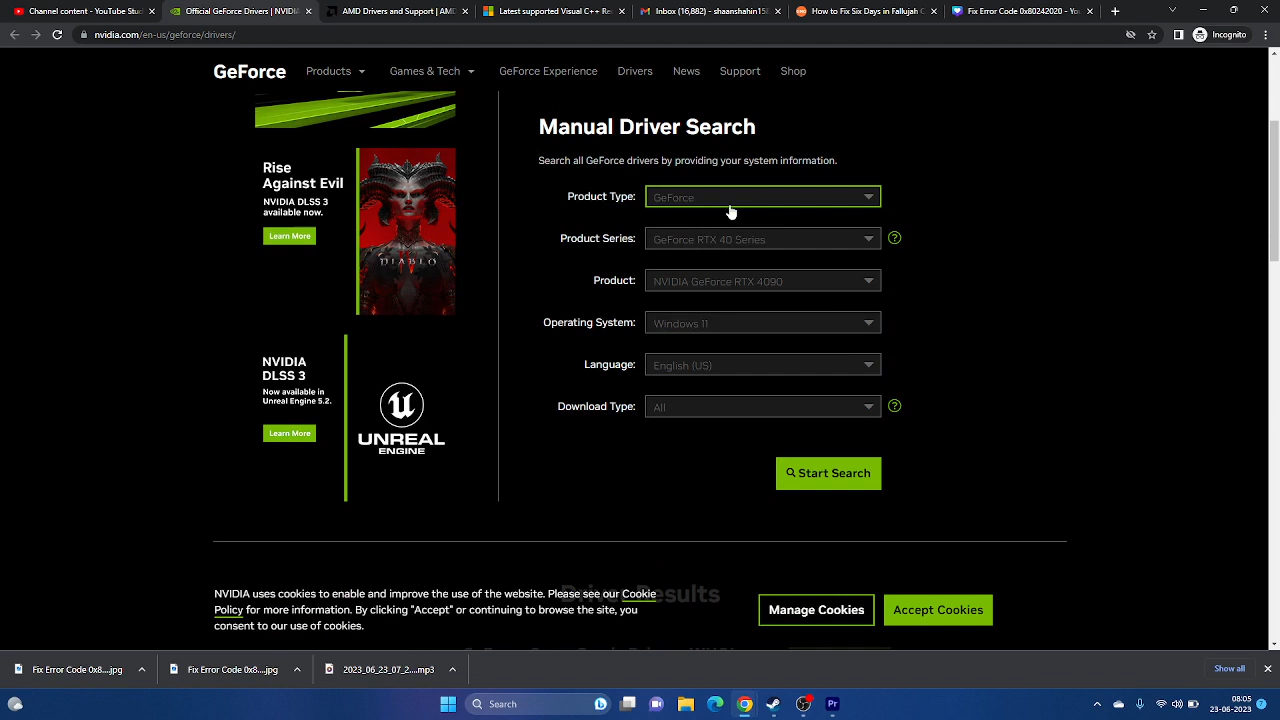 Channel content - YouTube Studio
Official GeForce Drivers | NVIDIA
AMD Drivers and Support | AMD
Latest supported Visual C++ Res
Inbox (16,882) - shaanshahin15
How to Fix Six Days in Fallujah
Fix Error Code 0x80242020 - You
nvidia.com/en-us/geforce/drivers/
Incognito
GeForce
Products
Games & Tech
GeForce Experience
Drivers
News
Support
Shop
Rise
Against Evil
NVIDIA DLSS 3
available now.
Learn More
DIABLO
NVIDIA
DLSS 3
Now available in
Unreal Engine 5.2.
Learn More
UNREAL
ENGINE
Manual Driver Search
Search all GeForce drivers by providing your system information.
Product Type: GeForce
Product Series: GeForce RTX 40 Series ?
Product: NVIDIA GeForce RTX 4090
Operating System: Windows 11
Language: English (US)
Download Type: All ?
Start Search
Driver Results
NVIDIA uses cookies to enable and improve the use of the website. Please see our Cookie
Policy for more information. By clicking "Accept" or continuing to browse the site, you
consent to our use of cookies.
Manage Cookies
Accept Cookies
Fix Error Code 0x8....jpg
Fix Error Code 0x8....jpg
2023_06_23_07_2....mp3
Show all
Search
Pr
08:05
23-06-2023